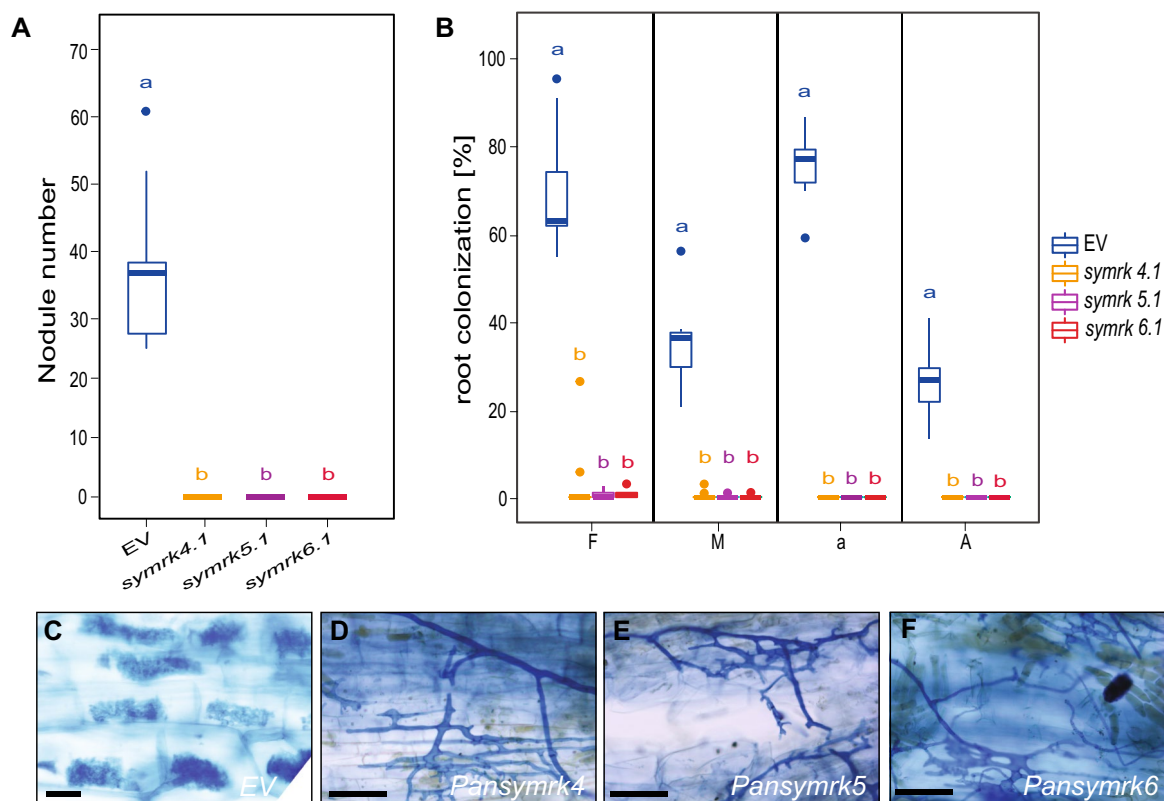 A
Nodule number
70
60
50
40
30
20
10
0
a
b
b
b
EV
symrk4.1
symrk5.1
symrk6.1
B
root colonization [%]
100
80
60
40
20
0
a
b
b
b
a
b
b
b
a
b
b
b
a
b
b
b
F
M
a
A
EV
symrk 4.1
symrk 5.1
symrk 6.1
C
EV
D
Pansymrk4
E
Pansymrk5
F
Pansymrk6